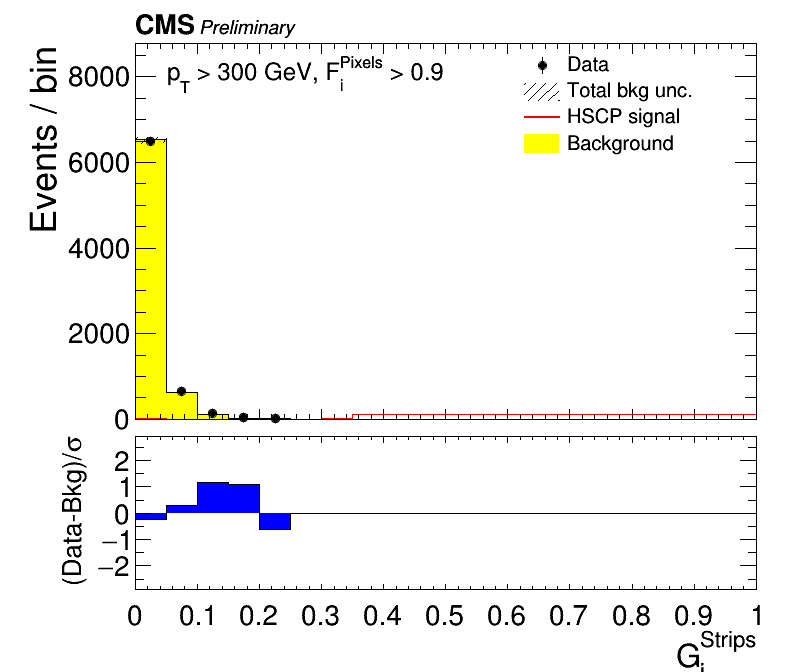 CMS Preliminary
p_T > 300 GeV, F_i^Pixels > 0.9
Data
Total bkg unc.
HSCP signal
Background
Events / bin
8000
6000
4000
2000
0
(Data-Bkg)/σ
2
1
0
−1
−2
0 0.1 0.2 0.3 0.4 0.5 0.6 0.7 0.8 0.9 1
G_i^Strips